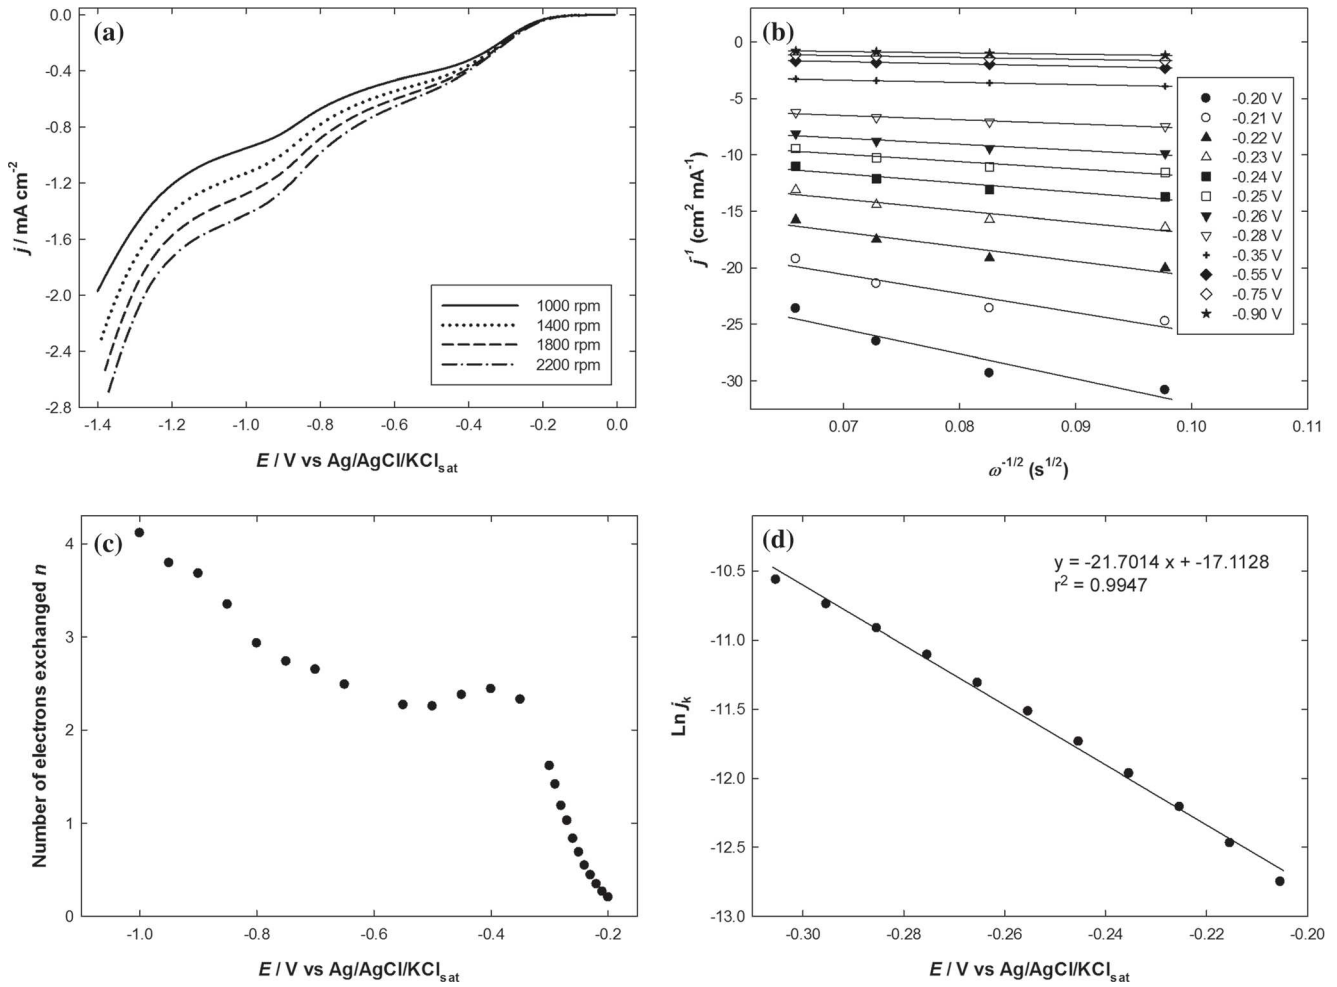 (a)
0.0
-0.4
-0.8
-1.2
-1.6
-2.0
-2.4
-2.8
j / mA cm-2
1000 rpm
1400 rpm
1800 rpm
2200 rpm
-1.4 -1.2 -1.0 -0.8 -0.6 -0.4 -0.2 0.0
E / V vs Ag/AgCl/KClsat
(b)
0
-5
-10
-15
-20
-25
-30
j-1 (cm2 mA-1)
-0.20 V
-0.21 V
-0.22 V
-0.23 V
-0.24 V
-0.25 V
-0.26 V
-0.28 V
-0.35 V
-0.55 V
-0.75 V
-0.90 V
0.07 0.08 0.09 0.10 0.11
ω-1/2 (s1/2)
(c)
4
3
2
1
0
Number of electrons exchanged n
-1.0 -0.8 -0.6 -0.4 -0.2
E / V vs Ag/AgCl/KClsat
(d)
y = -21.7014 x + -17.1128
r2 = 0.9947
-10.5
-11.0
-11.5
-12.0
-12.5
-13.0
Ln jk
-0.30 -0.28 -0.26 -0.24 -0.22 -0.20
E / V vs Ag/AgCl/KClsat